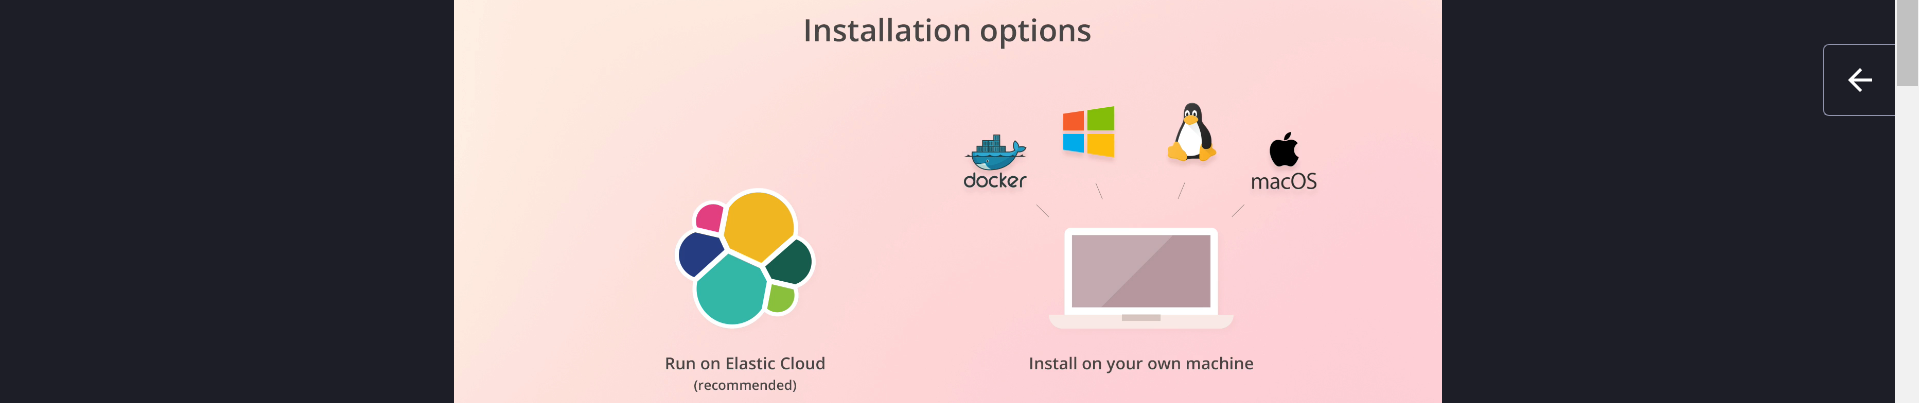 Installation options
docker
macOS
Run on Elastic Cloud
(recommended)
Install on your own machine